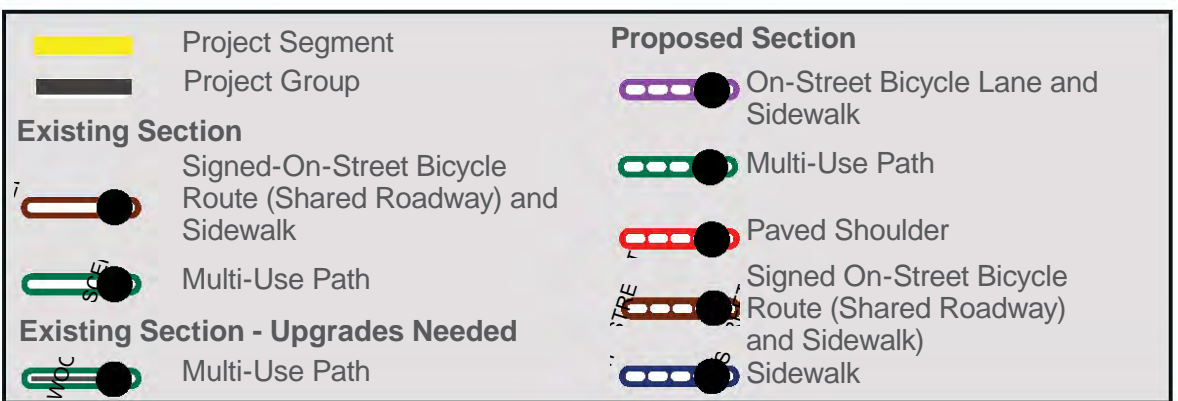 Project Segment
Project Group
Existing Section
Signed-On-Street Bicycle
Route (Shared Roadway) and
Sidewalk
Multi-Use Path
Existing Section - Upgrades Needed
Multi-Use Path
Proposed Section
On-Street Bicycle Lane and
Sidewalk
Multi-Use Path
Paved Shoulder
Signed On-Street Bicycle
Route (Shared Roadway)
and Sidewalk)
Sidewalk